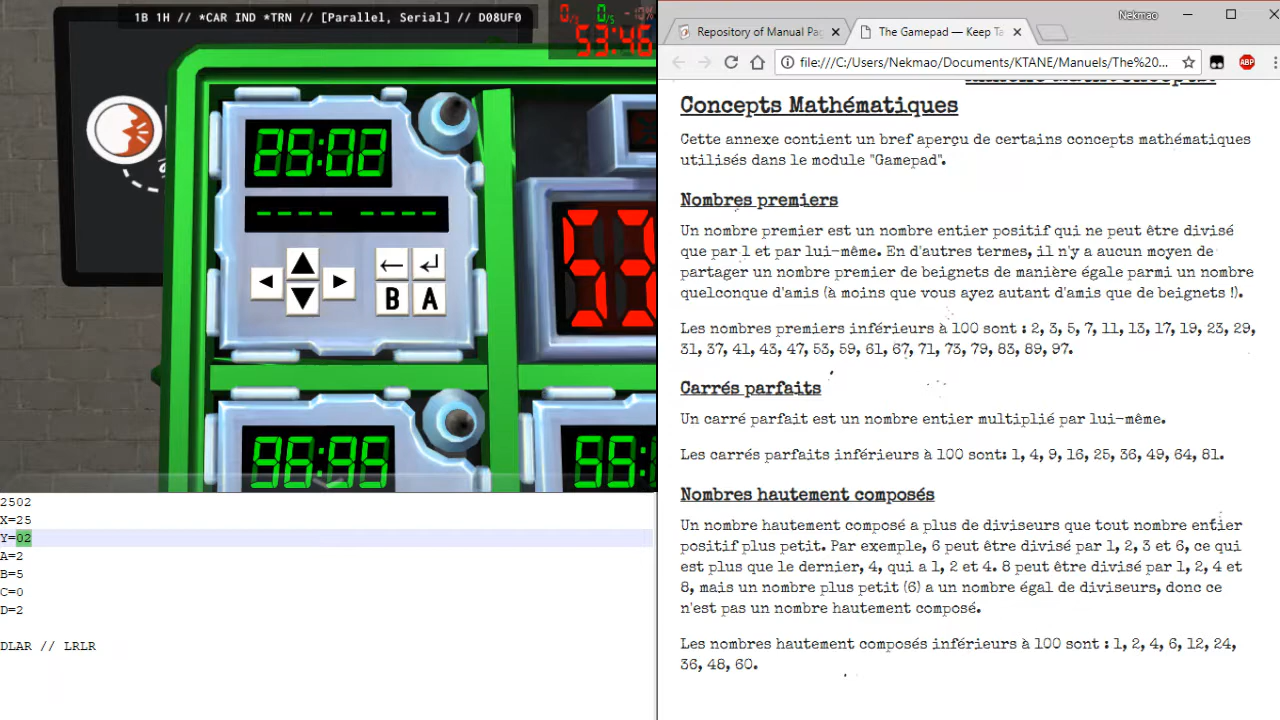 1B 1H // *CAR IND *TRN // [Parallel, Serial] // D08UF0
53:46
25:02
---- ----
←
B A
96:95
55:
2502
X=25
Y=02
A=2
B=5
C=0
D=2
DLAR // LRLR
Nekmao
Repository of Manual Pag
The Gamepad — Keep Ta
file:///C:/Users/Nekmao/Documents/KTANE/Manuels/The%20...
ABP
Concepts Mathématiques
Cette annexe contient un bref aperçu de certains concepts mathématiques
utilisés dans le module "Gamepad".
Nombres premiers
Un nombre premier est un nombre entier positif qui ne peut être divisé
que par 1 et par lui-même. En d'autres termes, il n'y a aucun moyen de
partager un nombre premier de beignets de manière égale parmi un nombre
quelconque d'amis (à moins que vous ayez autant d'amis que de beignets !).
Les nombres premiers inférieurs à 100 sont : 2, 3, 5, 7, 11, 13, 17, 19, 23, 29,
31, 37, 41, 43, 47, 53, 59, 61, 67, 71, 73, 79, 83, 89, 97.
Carrés parfaits
Un carré parfait est un nombre entier multiplié par lui-même.
Les carrés parfaits inférieurs à 100 sont: 1, 4, 9, 16, 25, 36, 49, 64, 81.
Nombres hautement composés
Un nombre hautement composé a plus de diviseurs que tout nombre entier
positif plus petit. Par exemple, 6 peut être divisé par 1, 2, 3 et 6, ce qui
est plus que le dernier, 4, qui a 1, 2 et 4. 8 peut être divisé par 1, 2, 4 et
8, mais un nombre plus petit (6) a un nombre égal de diviseurs, donc ce
n'est pas un nombre hautement composé.
Les nombres hautement composés inférieurs à 100 sont : 1, 2, 4, 6, 12, 24,
36, 48, 60.